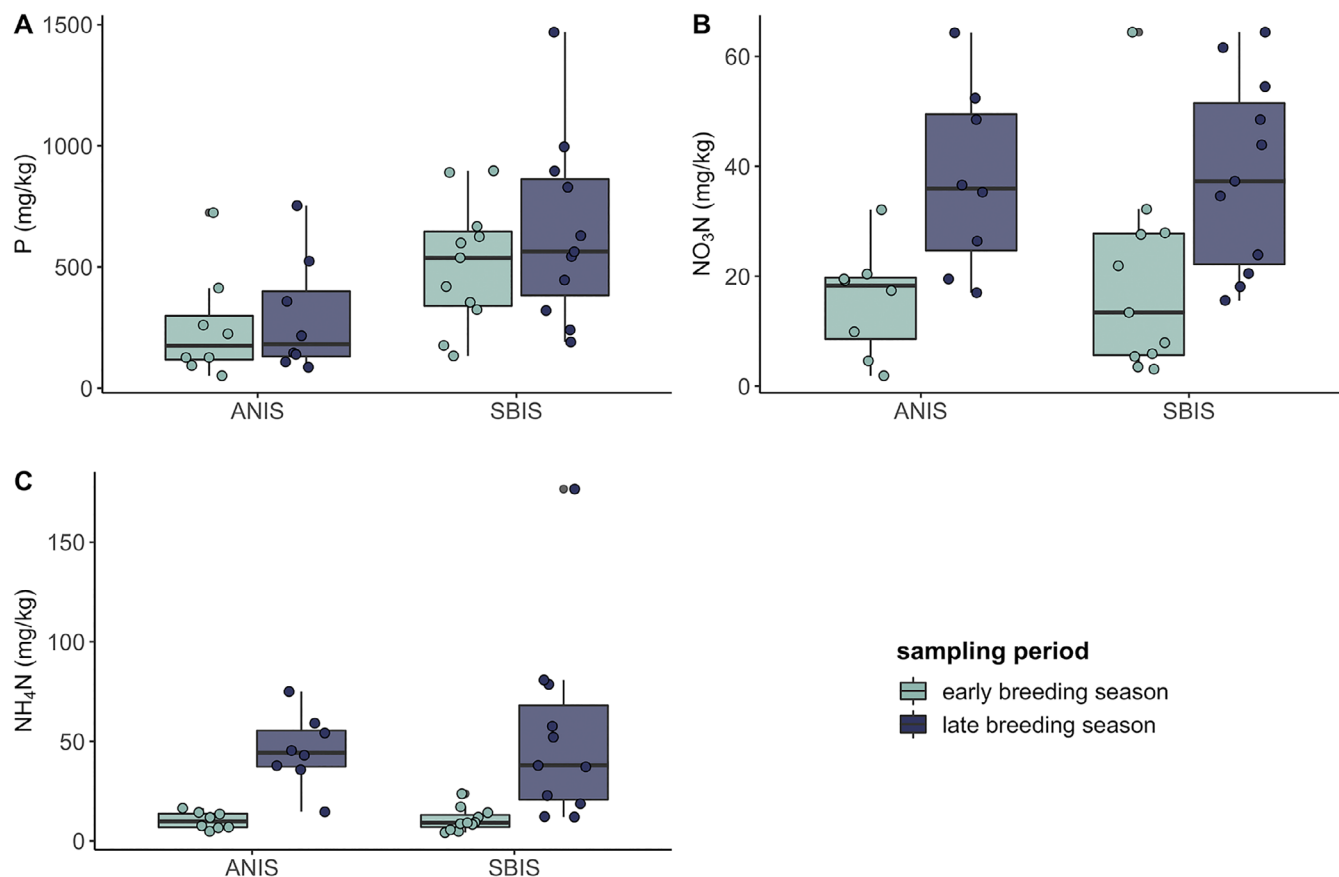 A
P (mg/kg)
1500
1000
500
0
ANIS
SBIS
B
NO3N (mg/kg)
60
40
20
0
ANIS
SBIS
C
NH4N (mg/kg)
150
100
50
0
ANIS
SBIS
sampling period
early breeding season
late breeding season